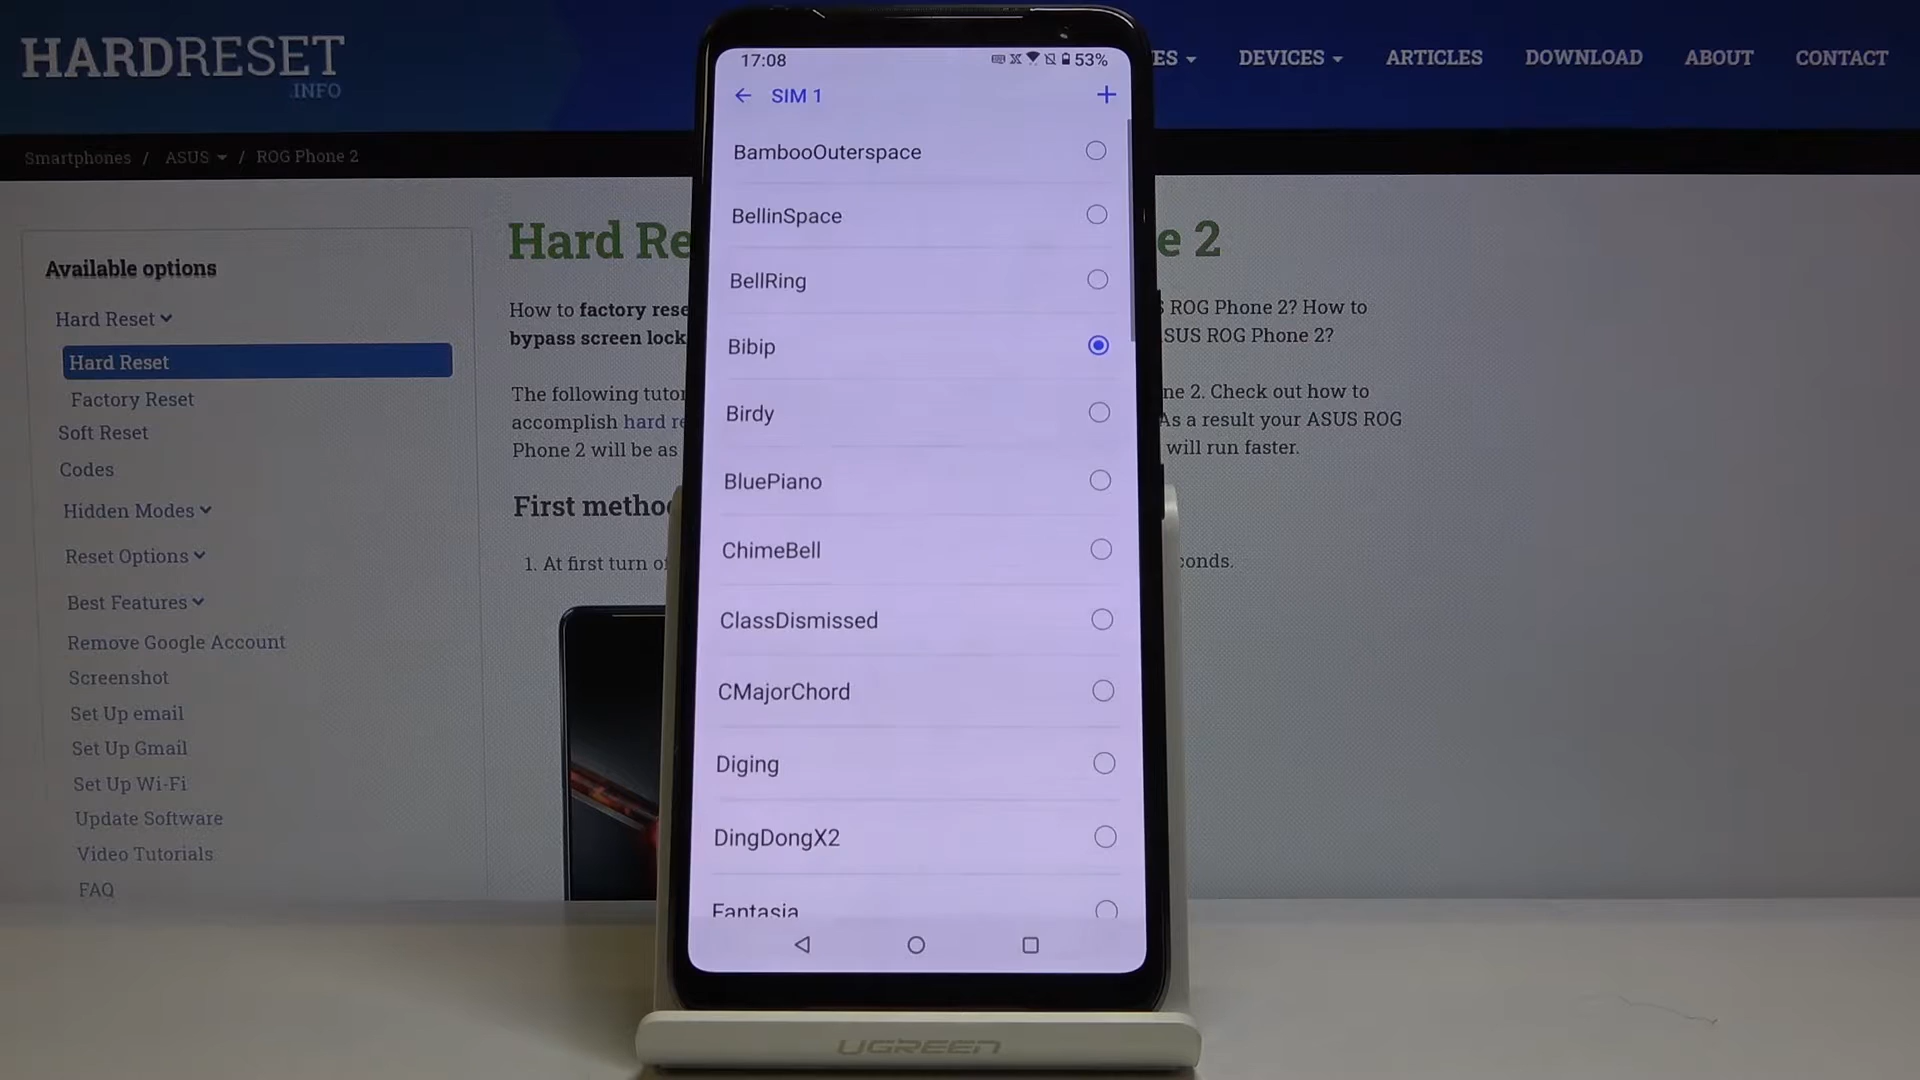 HARDRESET
.INFO
ES
DEVICES
ARTICLES
DOWNLOAD
ABOUT
CONTACT
Smartphones / ASUS / ROG Phone 2
Available options
Hard Reset
Hard Reset
Factory Reset
Soft Reset
Codes
Hidden Modes
Reset Options
Best Features
Remove Google Account
Screenshot
Set Up email
Set Up Gmail
Set Up Wi-Fi
Update Software
Video Tutorials
FAQ
Hard Re
e 2
How to factory rese
ROG Phone 2? How to
bypass screen lock
SUS ROG Phone 2?
The following tutor
ne 2. Check out how to
accomplish hard re
As a result your ASUS ROG
Phone 2 will be as
will run faster.
First metho
1. At first turn of
conds.
17:08
53%
SIM 1
BambooOuterspace
BellinSpace
BellRing
Bibip
Birdy
BluePiano
ChimeBell
ClassDismissed
CMajorChord
Diging
DingDongX2
Fantasia
UGREEN